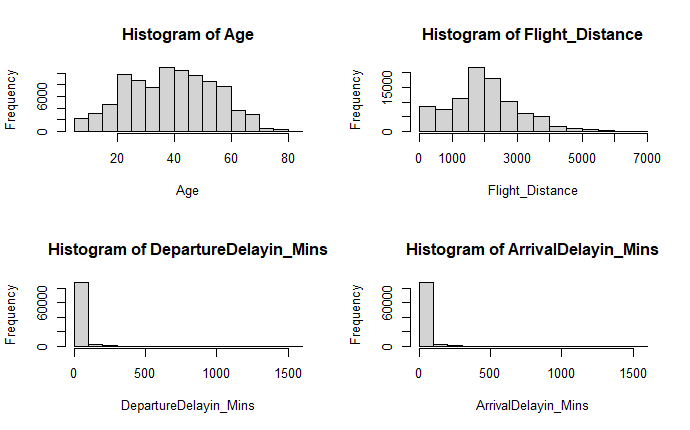 Histogram of Age
Frequency
0 6000
20 40 60 80
Age
Histogram of Flight_Distance
Frequency
0 15000
0 1000 3000 5000 7000
Flight_Distance
Histogram of DepartureDelayin_Mins
Frequency
0 60000
0 500 1000 1500
DepartureDelayin_Mins
Histogram of ArrivalDelayin_Mins
Frequency
0 60000
0 500 1000 1500
ArrivalDelayin_Mins